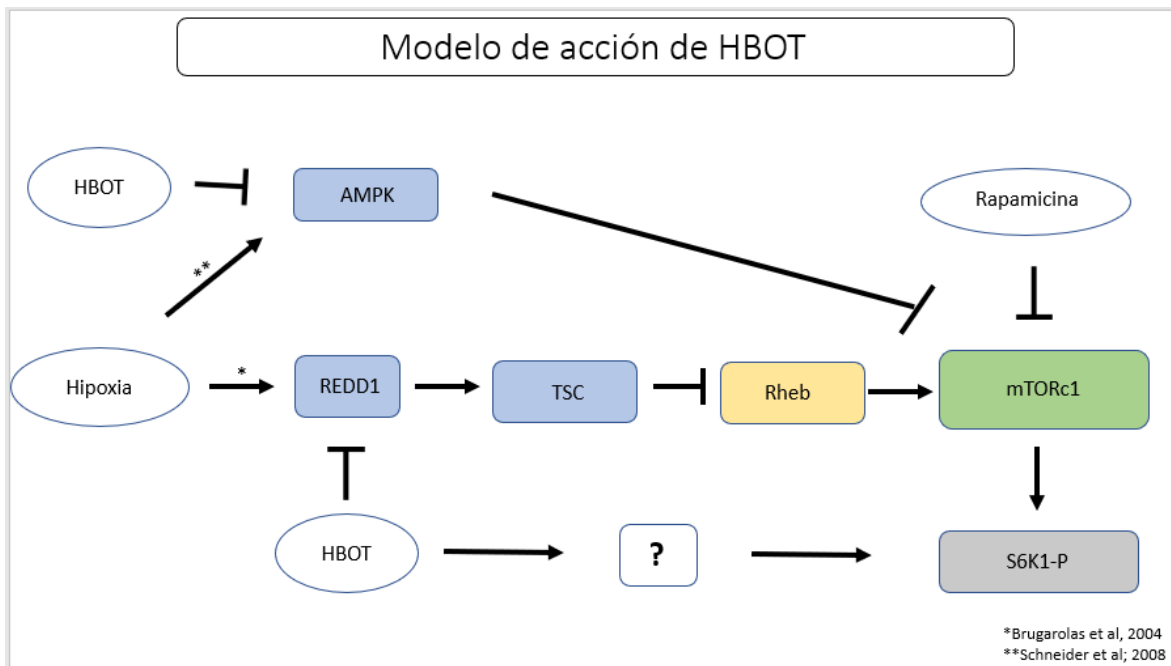 Modelo de acción de HBOT
HBOT
AMPK
Rapamicina
**
Hipoxia
*
REDD1
TSC
Rheb
mTORc1
HBOT
?
S6K1-P
*Brugarolas et al, 2004
**Schneider et al; 2008